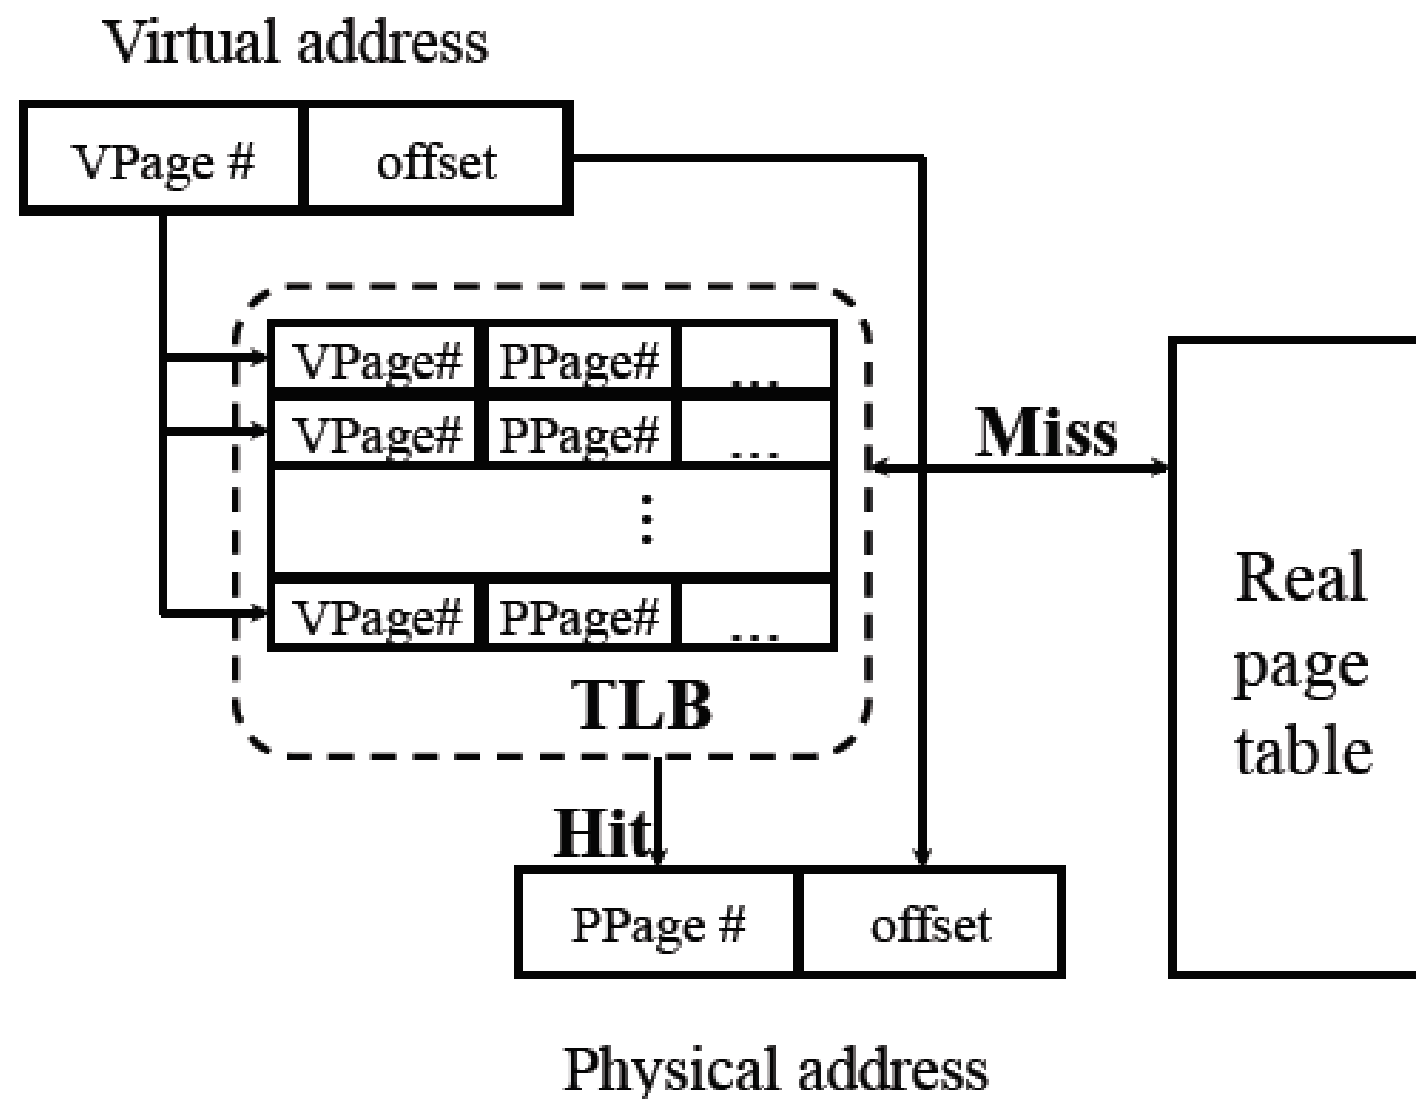 Virtual address
VPage # offset
VPage# PPage# ...
VPage# PPage# ...
⋮
VPage# PPage# ...
TLB
Miss
Real
page
table
Hit
PPage # offset
Physical address